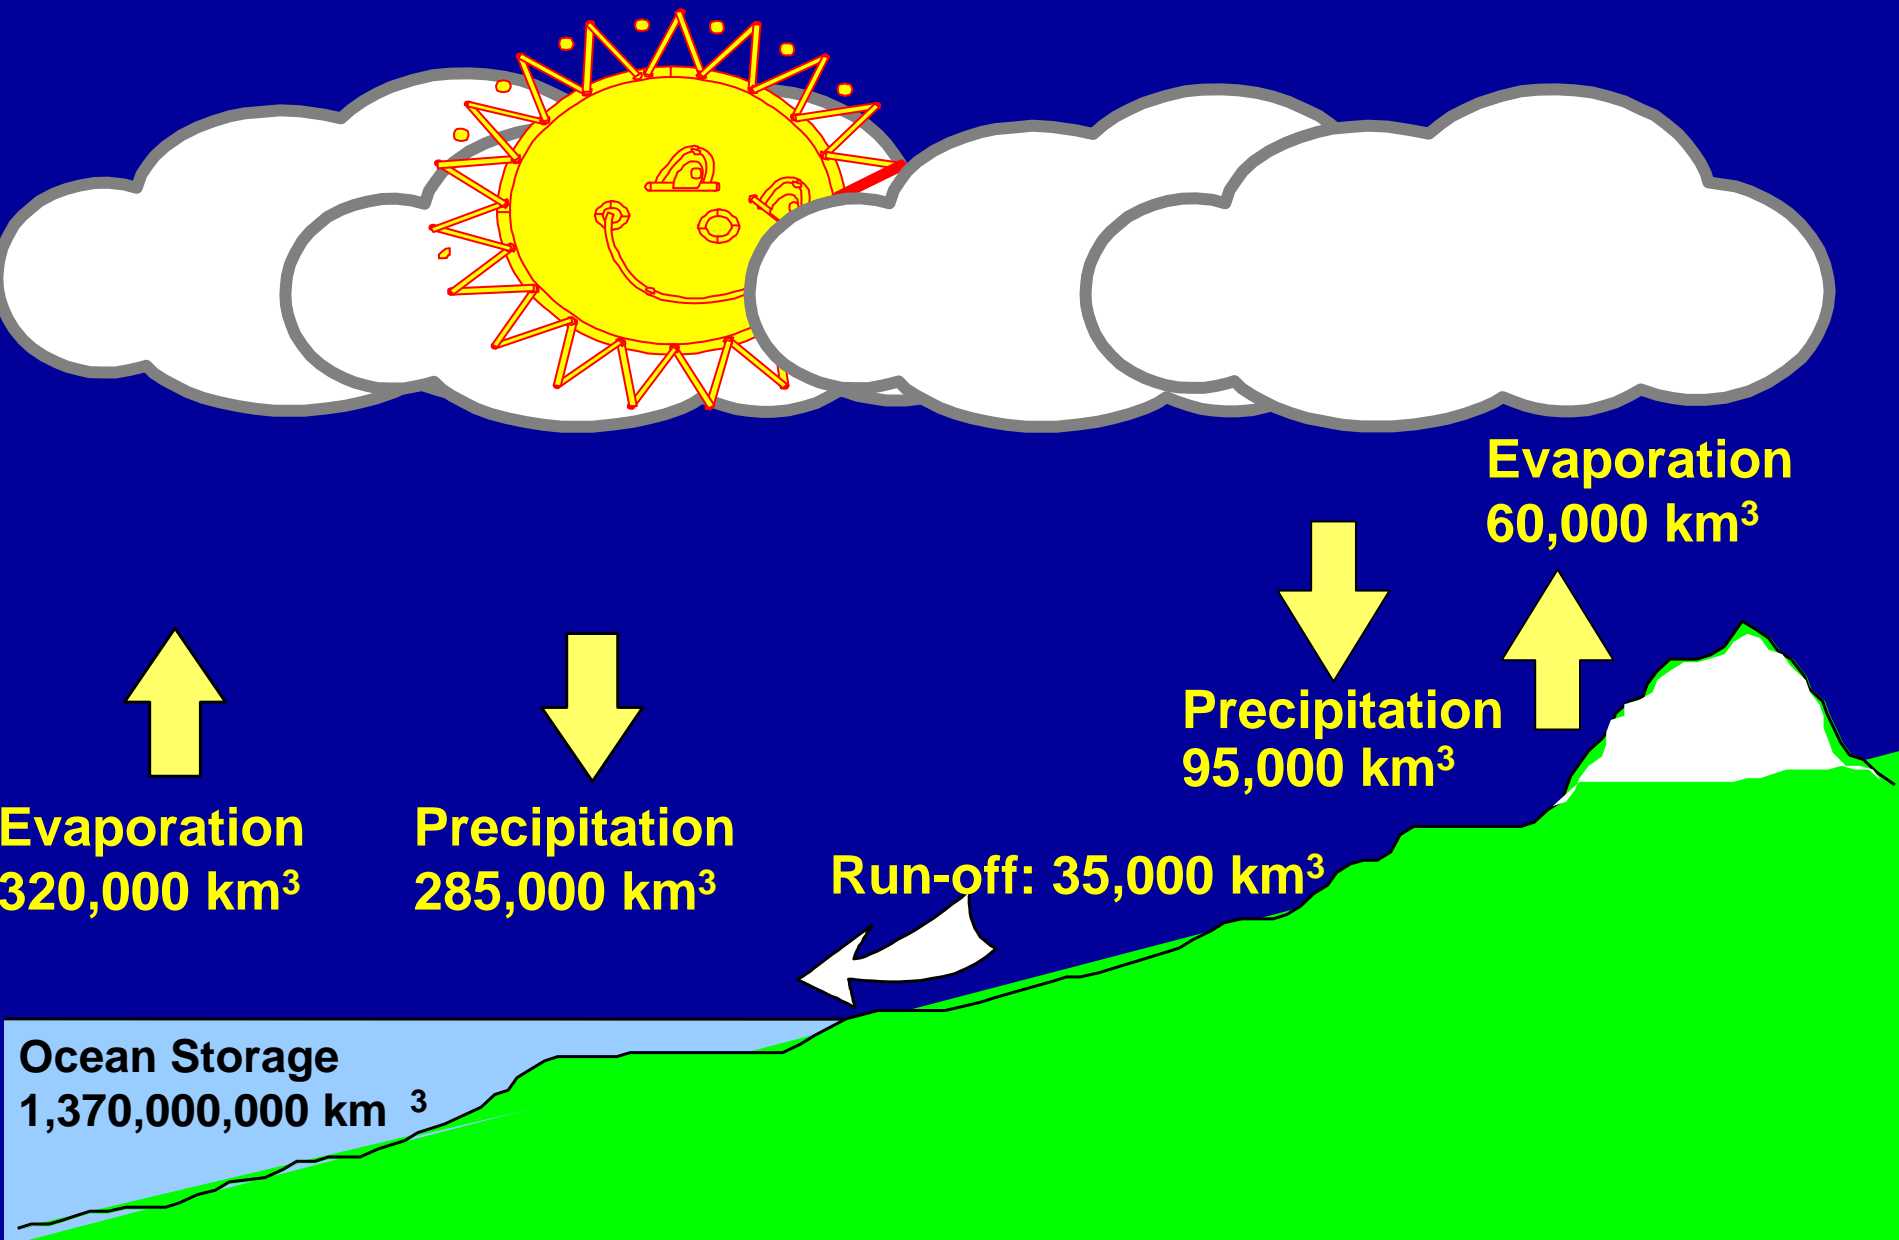 Evaporation
60,000 km³
Precipitation
95,000 km³
Evaporation
320,000 km³
Precipitation
285,000 km³
Run-off: 35,000 km³
Ocean Storage
1,370,000,000 km ³